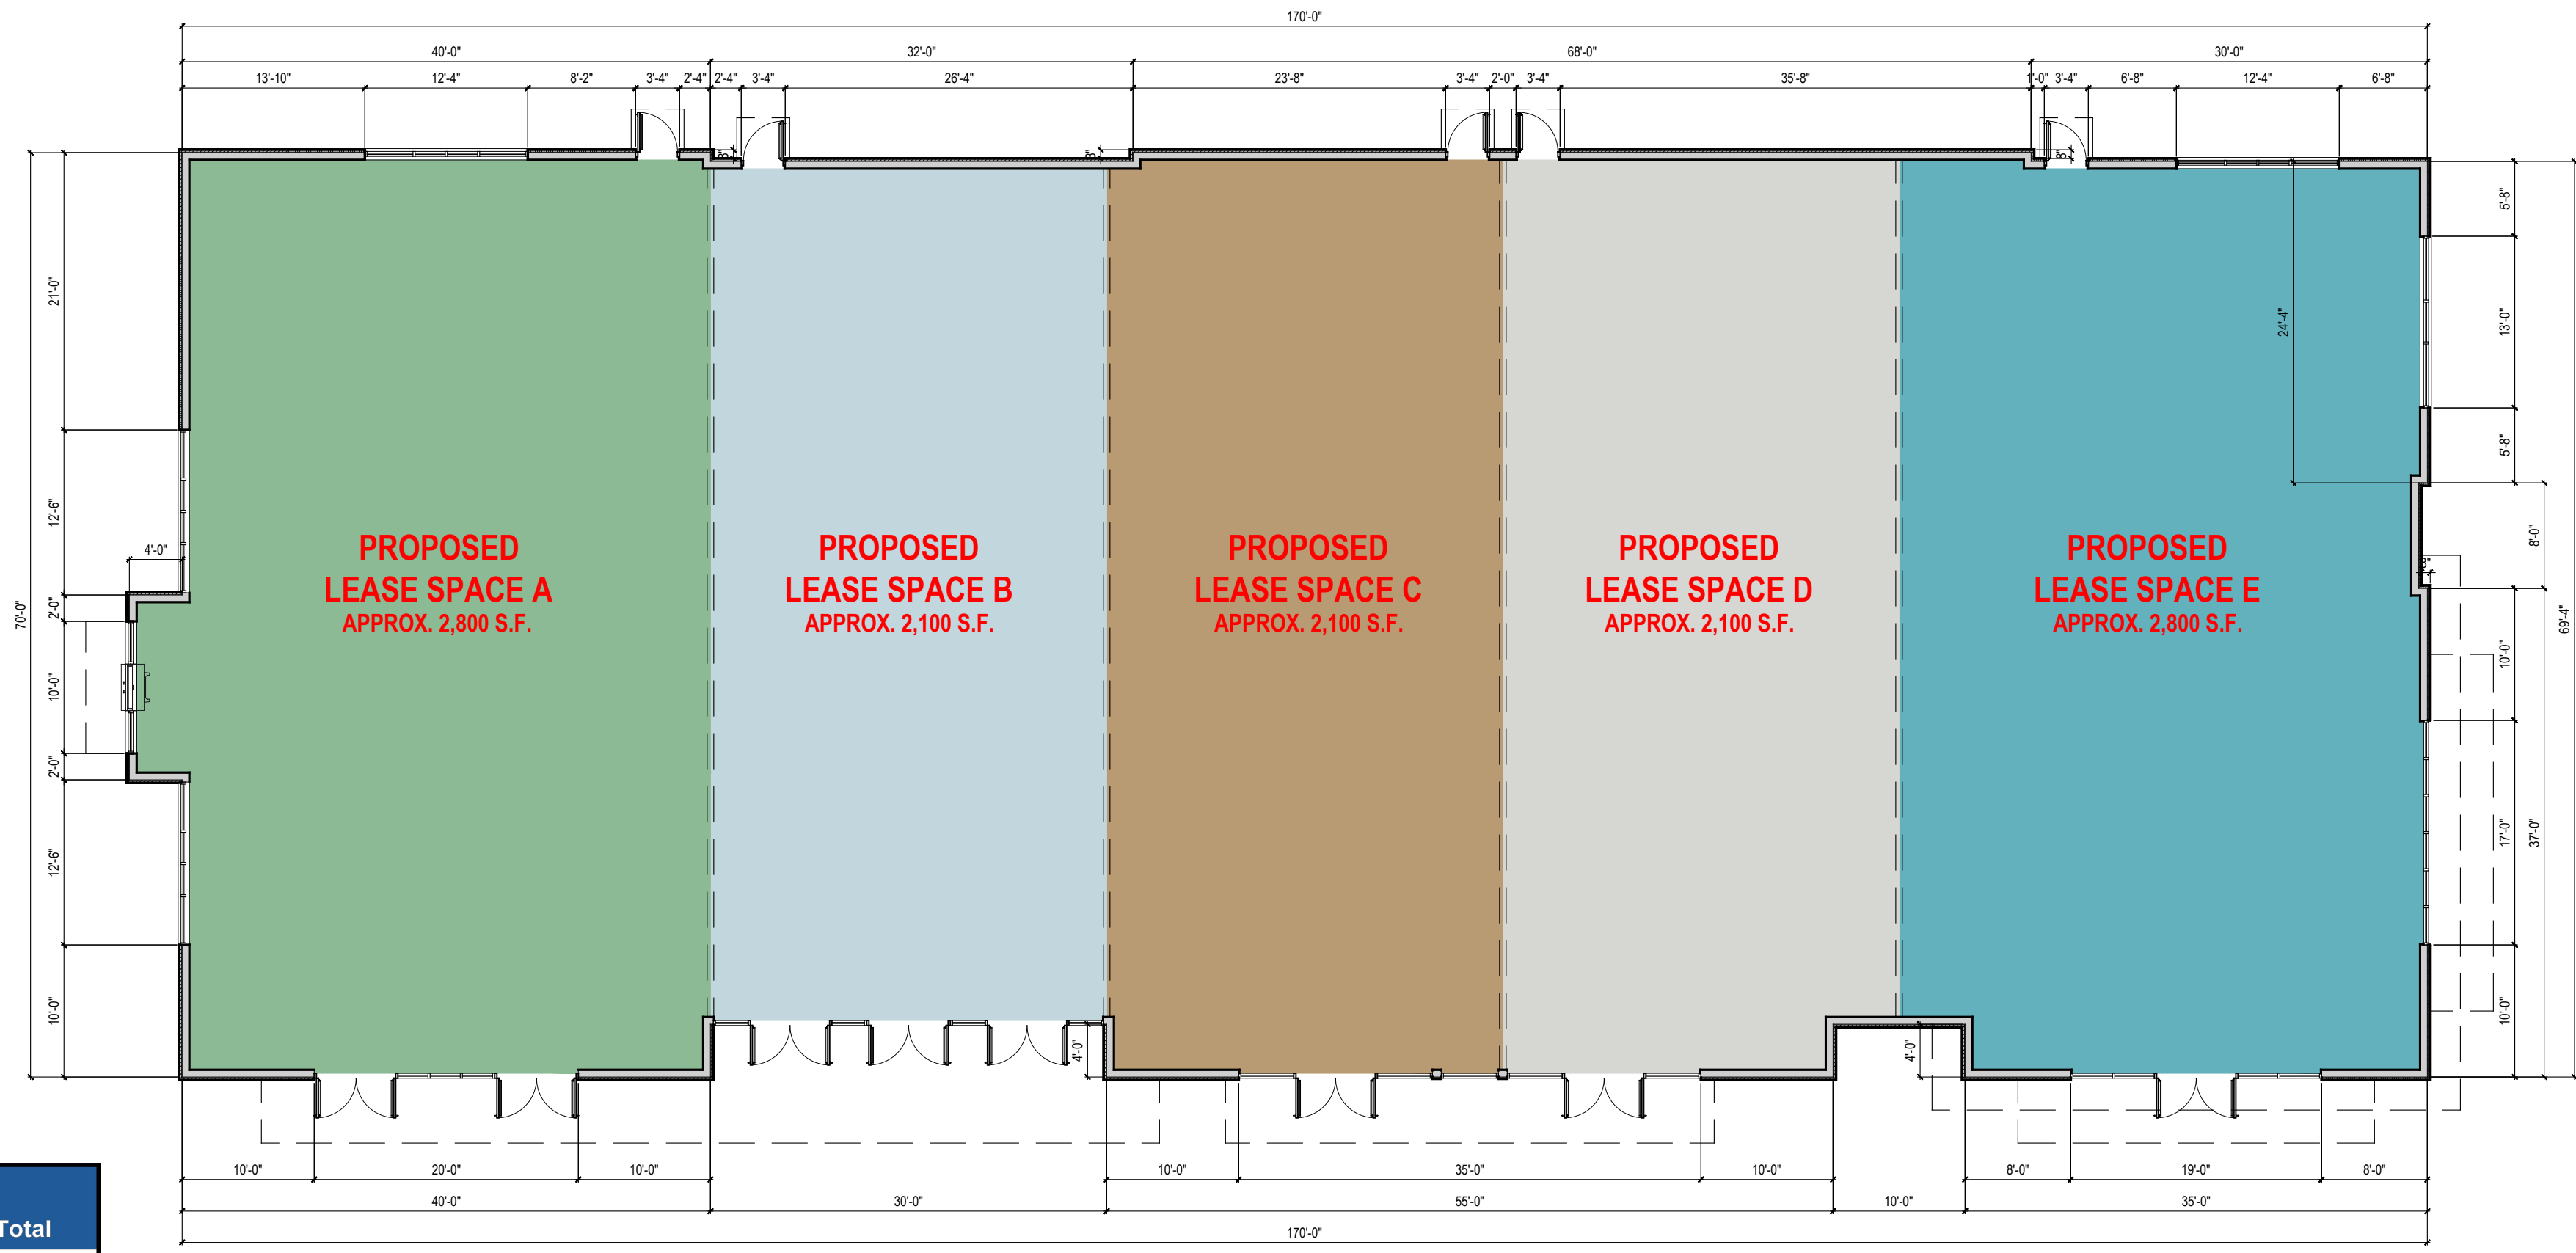 170'-0"
40'-0" 32'-0" 68'-0" 30'-0"
13'-10" 12'-4" 8'-2" 3'-4" 2'-4" 2'-4" 3'-4" 26'-4" 23'-8" 3'-4" 2'-0" 3'-4" 35'-8" 1'-0" 3'-4" 6'-8" 12'-4" 6'-8"
8" 8" 8"
70'-0"
21'-0"
12'-6"
4'-0"
2'-0"
10'-0"
2'-0"
12'-6"
10'-0"
PROPOSED
LEASE SPACE A
APPROX. 2,800 S.F.
PROPOSED
LEASE SPACE B
APPROX. 2,100 S.F.
PROPOSED
LEASE SPACE C
APPROX. 2,100 S.F.
PROPOSED
LEASE SPACE D
APPROX. 2,100 S.F.
PROPOSED
LEASE SPACE E
APPROX. 2,800 S.F.
24'-4"
5'-8"
13'-0"
5'-8"
8'-0"
10'-0"
17'-0"
10'-0"
37'-0"
69'-4"
4'-0" 4'-0"
10'-0" 20'-0" 10'-0" 10'-0" 35'-0" 10'-0" 8'-0" 19'-0" 8'-0"
40'-0" 30'-0" 55'-0" 10'-0" 35'-0"
170'-0"
Total